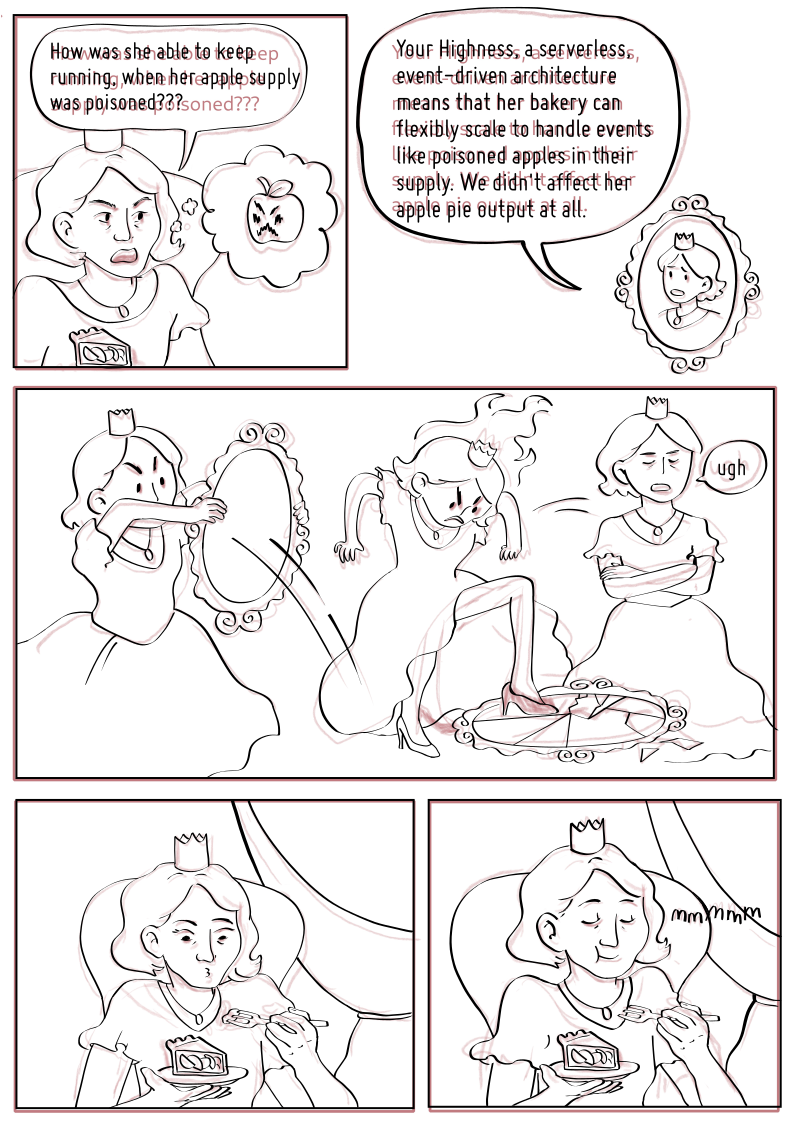 How was she able to keep
running, when her apple supply
was poisoned???
Your Highness, a serverless,
event-driven architecture
means that her bakery can
flexibly scale to handle events
like poisoned apples in their
supply. We didn't affect her
apple pie output at all.
ugh
mmmmm